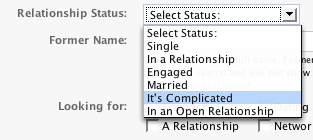 Relationship Status: Select Status:
Select Status:
Single
Former Name:
In a Relationship
Engaged
Married
It's Complicated
Looking for:
In an Open Relationship
A Relationship Networ